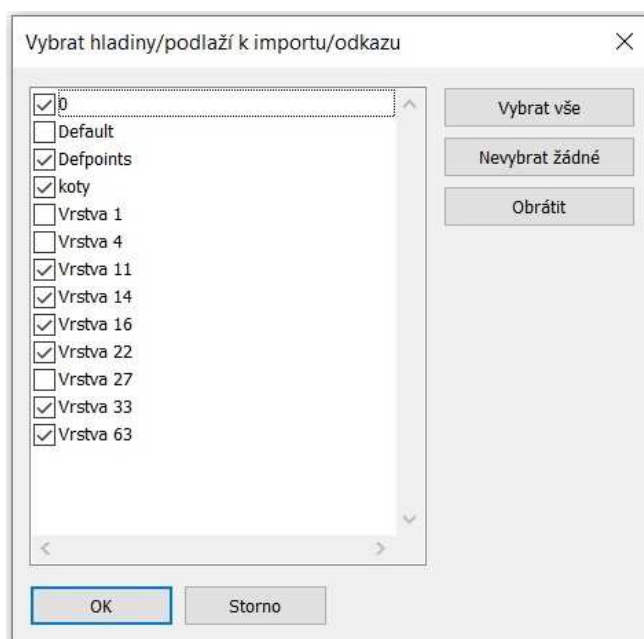 Vybrat hladiny/podlaží k importu/odkazu
0
Default
Defpoints
koty
Vrstva 1
Vrstva 4
Vrstva 11
Vrstva 14
Vrstva 16
Vrstva 22
Vrstva 27
Vrstva 33
Vrstva 63
Vybrat vše
Nevybrat žádné
Obrátit
OK
Storno